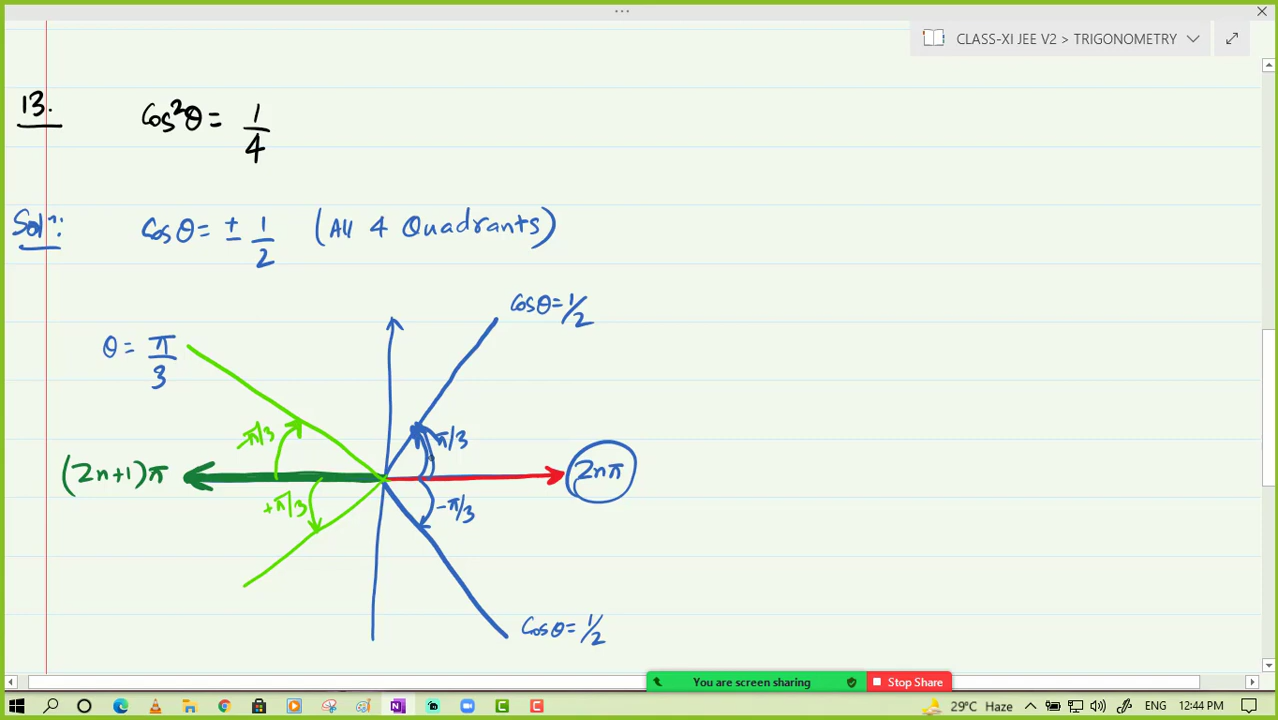 CLASS-XI JEE V2 > TRIGONOMETRY
13. Cos²θ = 1/4
Solⁿ: Cosθ = ± 1/2 (All 4 Quadrants)
Cosθ = 1/2
θ = π/3
-π/3
π/3
(2n+1)π
2nπ
+π/3
-π/3
Cosθ = 1/2
You are screen sharing
Stop Share
29°C Haze
12:44 PM